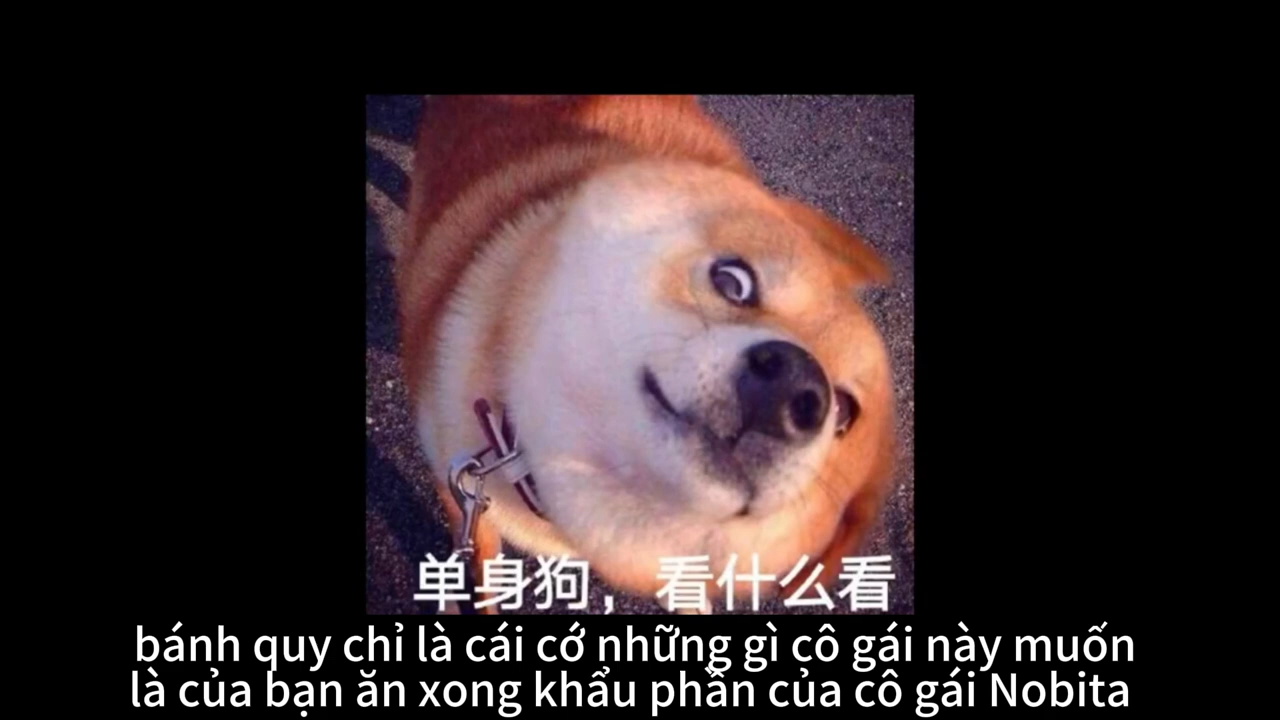 单身狗，看什么看
bánh quy chỉ là cái cớ những gì cô gái này muốn
là của bạn ăn xong khẩu phần của cô gái Nobita